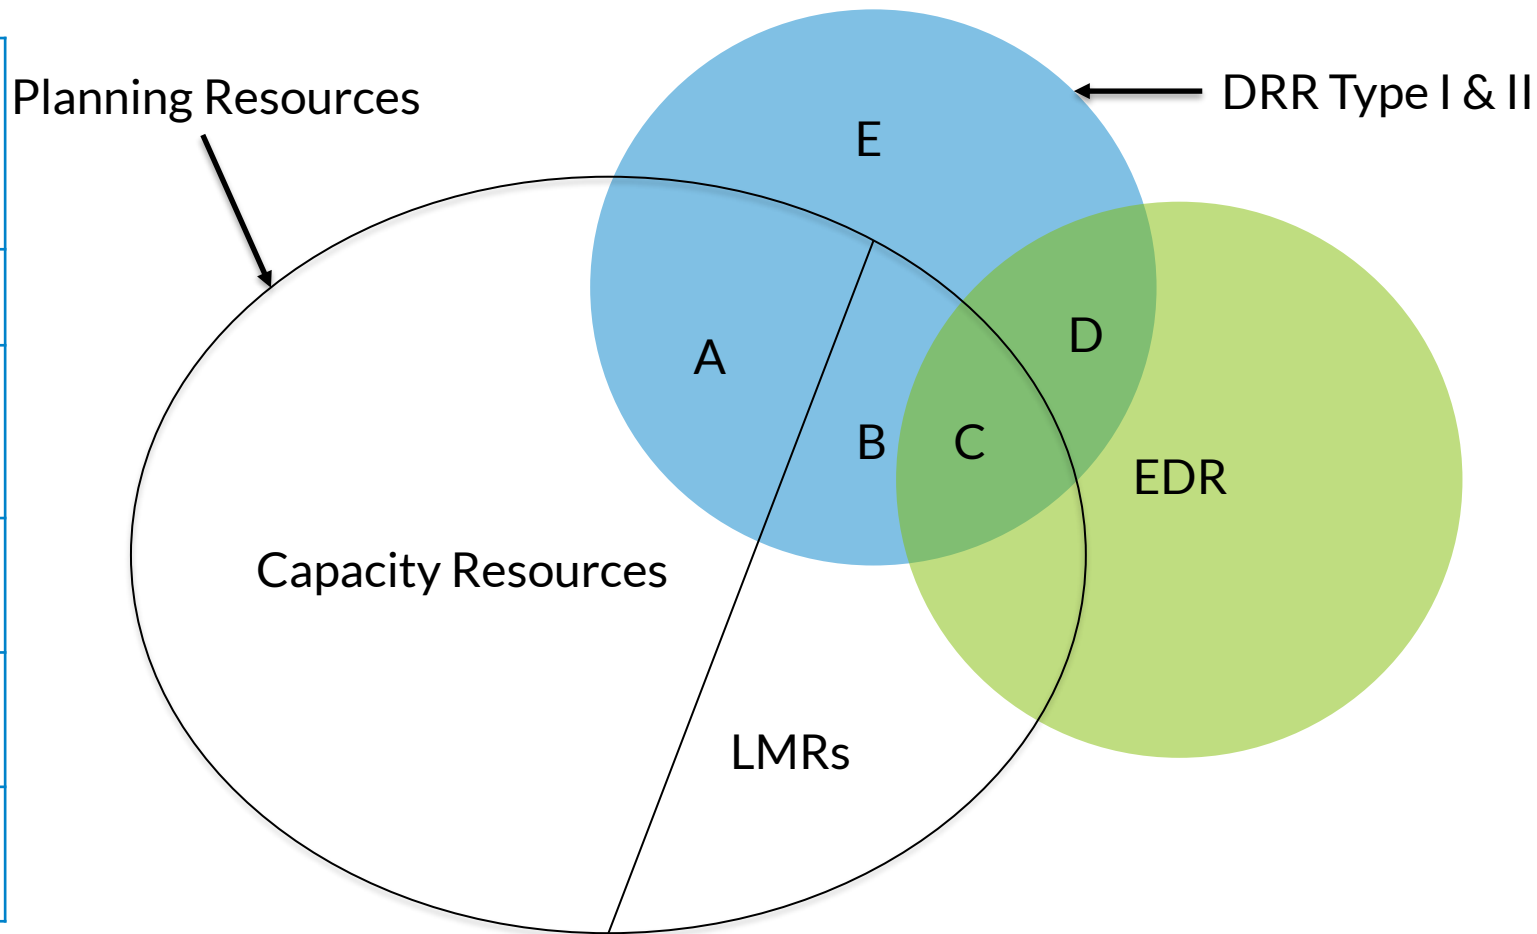 Planning Resources
DRR Type I & II
E
D
A
B
C
EDR
Capacity Resources
LMRs